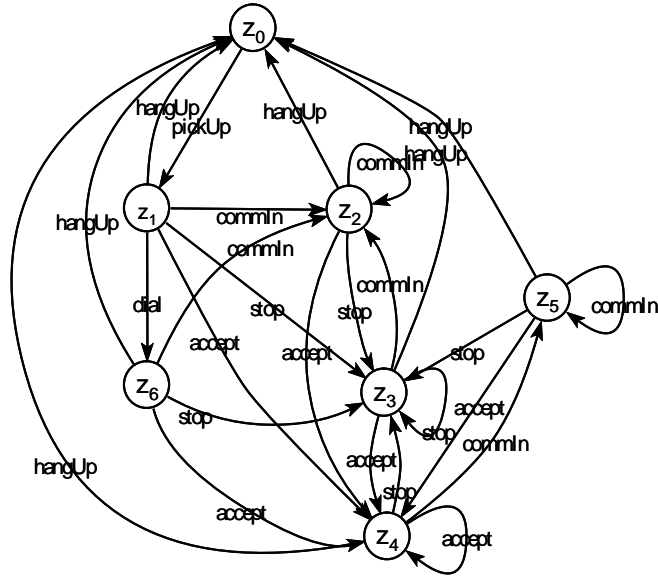 z0
hangUp
pickUp
hangUp
hangUp
hangUp
commIn
z1
commIn
z2
hangUp
commIn
commIn
z5
commIn
dial
stop
stop
accept
accept
stop
z6
z3
stop
accept
stop
commIn
hangUp
accept
stop
accept
z4
accept